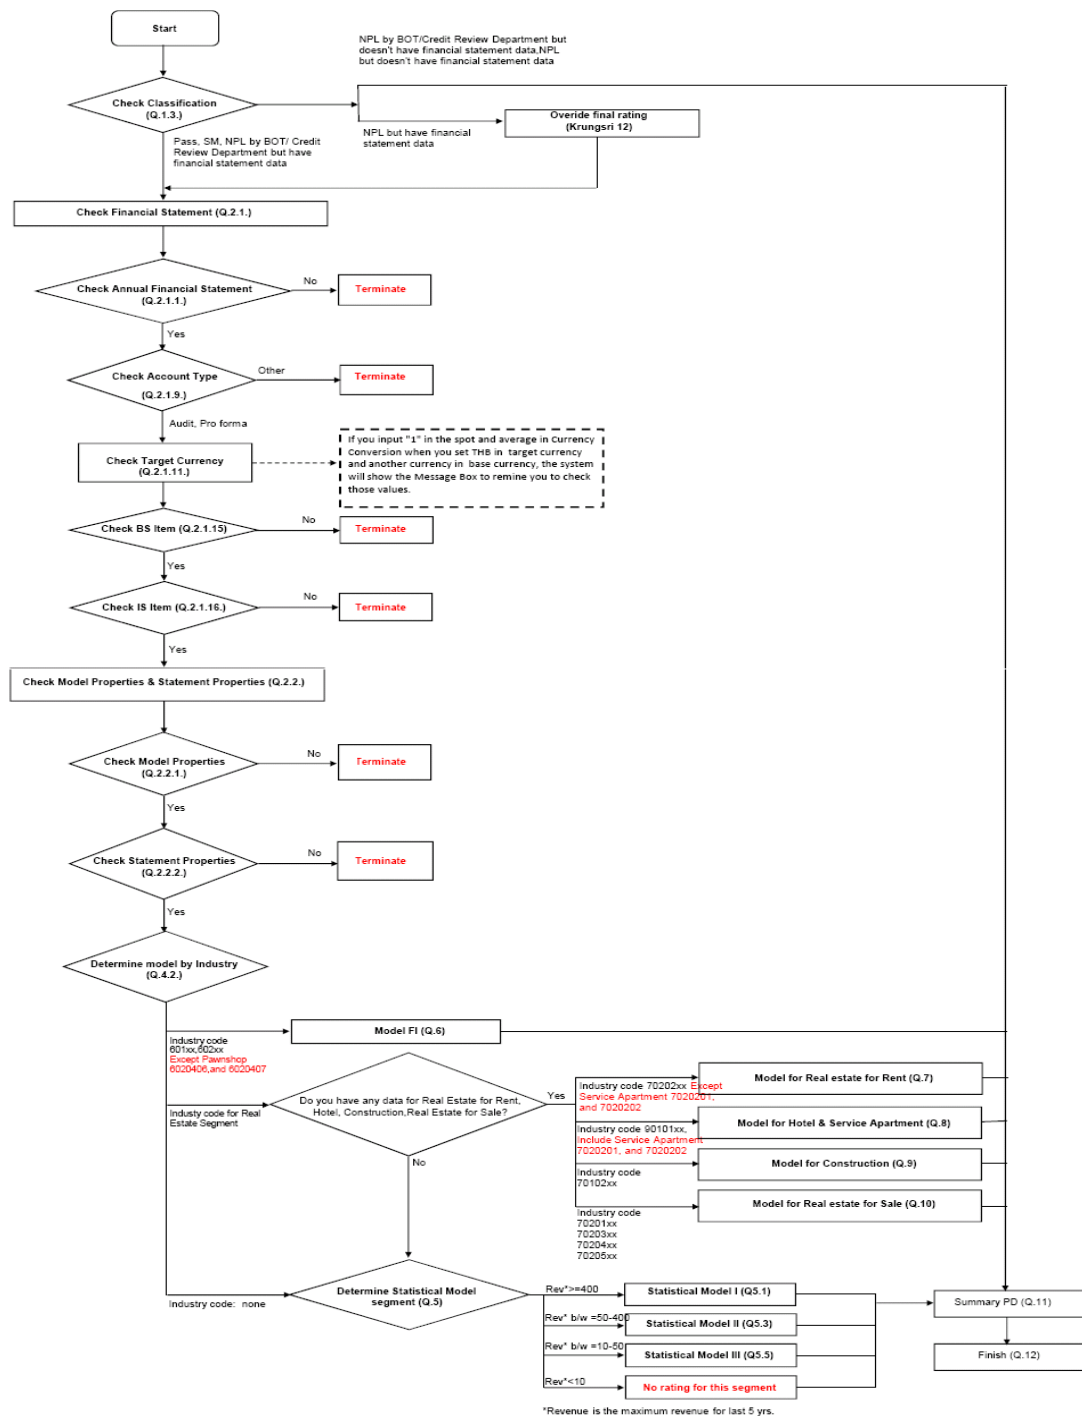 Start
NPL by BOT/Credit Review Department but
doesn't have financial statement data,NPL
but doesn't have financial statement data
Check Classification
(Q.1.3.)
Overide final rating
(Krungsri 12)
NPL but have financial
statement data
Pass, SM, NPL by BOT/ Credit
Review Department but have
financial statement data
Check Financial Statement (Q.2.1.)
Check Annual Financial Statement
(Q.2.1.1.)
No
Terminate
Yes
Check Account Type
(Q.2.1.9.)
Other
Terminate
Audit, Pro forma
Check Target Currency
(Q.2.1.11.)
If you input "1" in the spot and average in Currency
Conversion when you set THB in target currency
and another currency in base currency, the system
will show the Message Box to remine you to check
those values.
Check BS Item (Q.2.1.15)
No
Terminate
Yes
Check IS Item (Q.2.1.16.)
No
Terminate
Yes
Check Model Properties & Statement Properties (Q.2.2.)
Check Model Properties
(Q.2.2.1.)
No
Terminate
Yes
Check Statement Properties
(Q.2.2.2.)
No
Terminate
Yes
Determine model by Industry
(Q.4.2.)
Model FI (Q.6)
Industry code
601xx,602xx
Except Pawnshop
6020406,and 6020407
Do you have any data for Real Estate for Rent,
Hotel, Construction,Real Estate for Sale?
Industy code for Real
Estate Segment
Yes
No
Model for Real estate for Rent (Q.7)
Industry code 70202xx Except
Service Apartment 7020201,
and 7020202
Model for Hotel & Service Apartment (Q.8)
Industry code 90101xx,
Include Service Apartment
7020201, and 7020202
Model for Construction (Q.9)
Industry code
70102xx
Model for Real estate for Sale (Q.10)
Industry code
70201xx
70203xx
70204xx
70205xx
Determine Statistical Model
segment (Q.5)
Industry code: none
Rev*>=400
Statistical Model I (Q5.1)
Rev* b/w =50-400
Statistical Model II (Q5.3)
Rev* b/w =10-50
Statistical Model III (Q5.5)
Rev*<10
No rating for this segment
Summary PD (Q.11)
Finish (Q.12)
*Revenue is the maximum revenue for last 5 yrs.